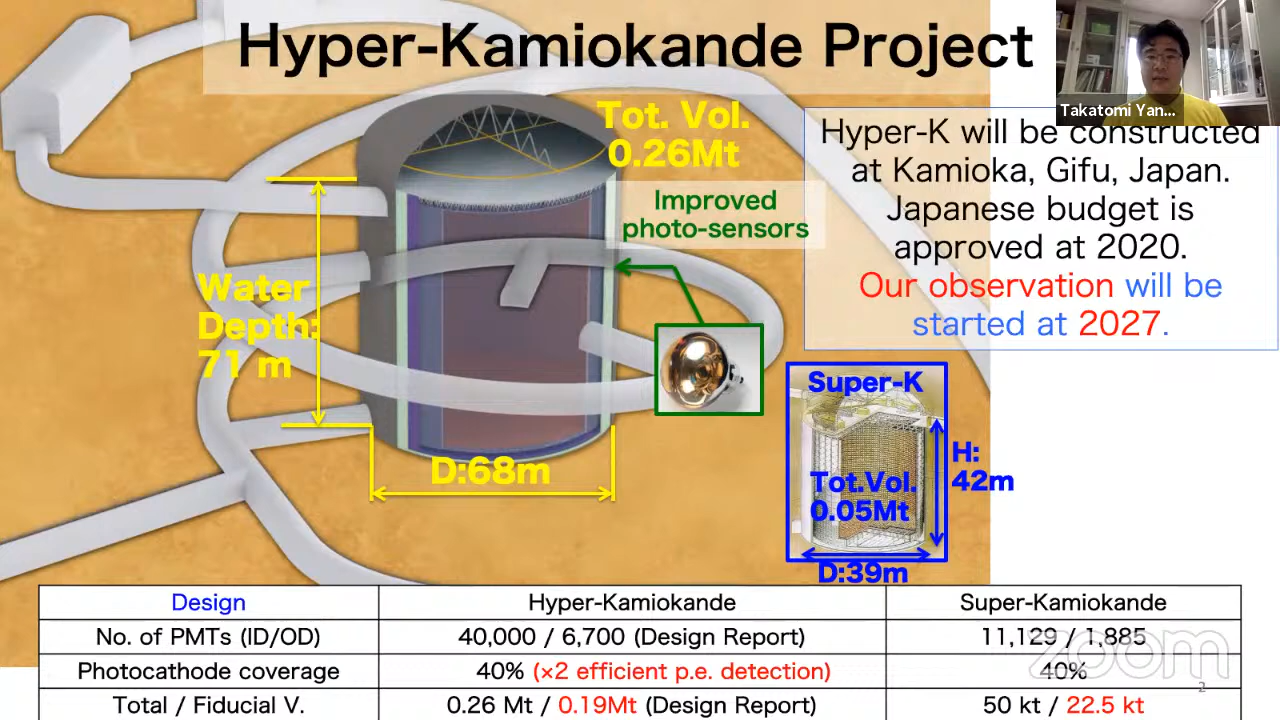 Hyper-Kamiokande Project
Takatomi Yan...
Tot. Vol.
0.26Mt
Hyper-K will be constructed
at Kamioka, Gifu, Japan.
Japanese budget is
approved at 2020.
Our observation will be
started at 2027.
Improved
photo-sensors
Water
Depth:
71 m
D:68m
Super-K
H:
42m
Tot.Vol.
0.05Mt
D:39m
Design Hyper-Kamiokande Super-Kamiokande
No. of PMTs (ID/OD) 40,000 / 6,700 (Design Report) 11,129 / 1,885
Photocathode coverage 40% (×2 efficient p.e. detection) 40%
Total / Fiducial V. 0.26 Mt / 0.19Mt (Design Report) 50 kt / 22.5 kt
zoom
2